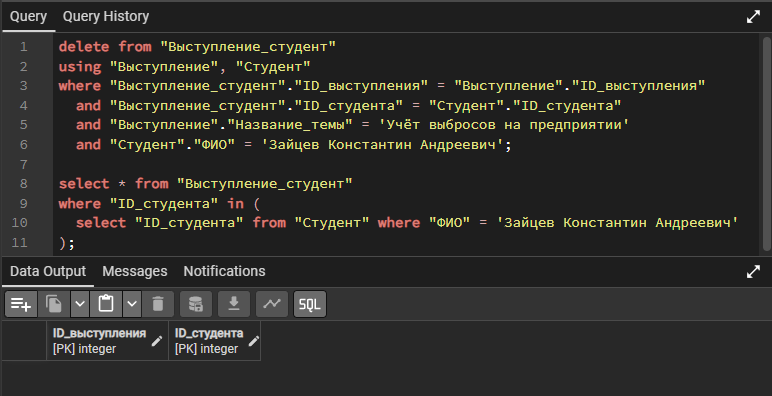 Query Query History
1 delete from "Выступление_студент"
2 using "Выступление", "Студент"
3 where "Выступление_студент"."ID_выступления" = "Выступление"."ID_выступления"
4 and "Выступление_студент"."ID_студента" = "Студент"."ID_студента"
5 and "Выступление"."Название_темы" = 'Учёт выбросов на предприятии'
6 and "Студент"."ФИО" = 'Зайцев Константин Андреевич';
7
8 select * from "Выступление_студент"
9 where "ID_студента" in (
10 select "ID_студента" from "Студент" where "ФИО" = 'Зайцев Константин Андреевич'
11 );
Data Output Messages Notifications
SQL
ID_выступления ID_студента
[PK] integer [PK] integer